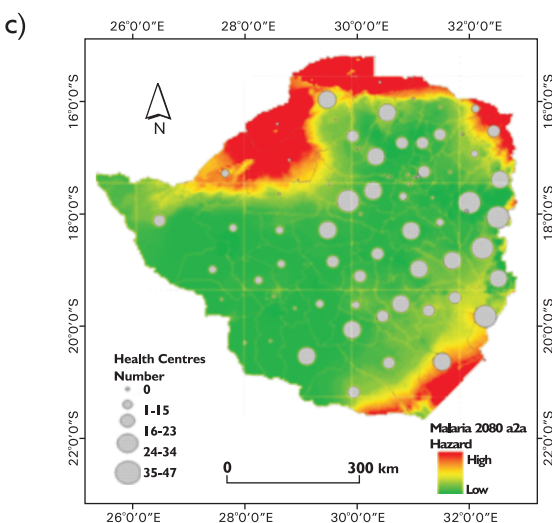 c)
26°0'0"E 28°0'0"E 30°0'0"E 32°0'0"E
16°0'0"S 16°0'0"S
N
18°0'0"S 18°0'0"S
20°0'0"S 20°0'0"S
22°0'0"S 22°0'0"S
Health Centres
Number
0
1-15
16-23
24-34
35-47
0 300 km
Malaria 2080 a2a
Hazard
High
Low
26°0'0"E 28°0'0"E 30°0'0"E 32°0'0"E